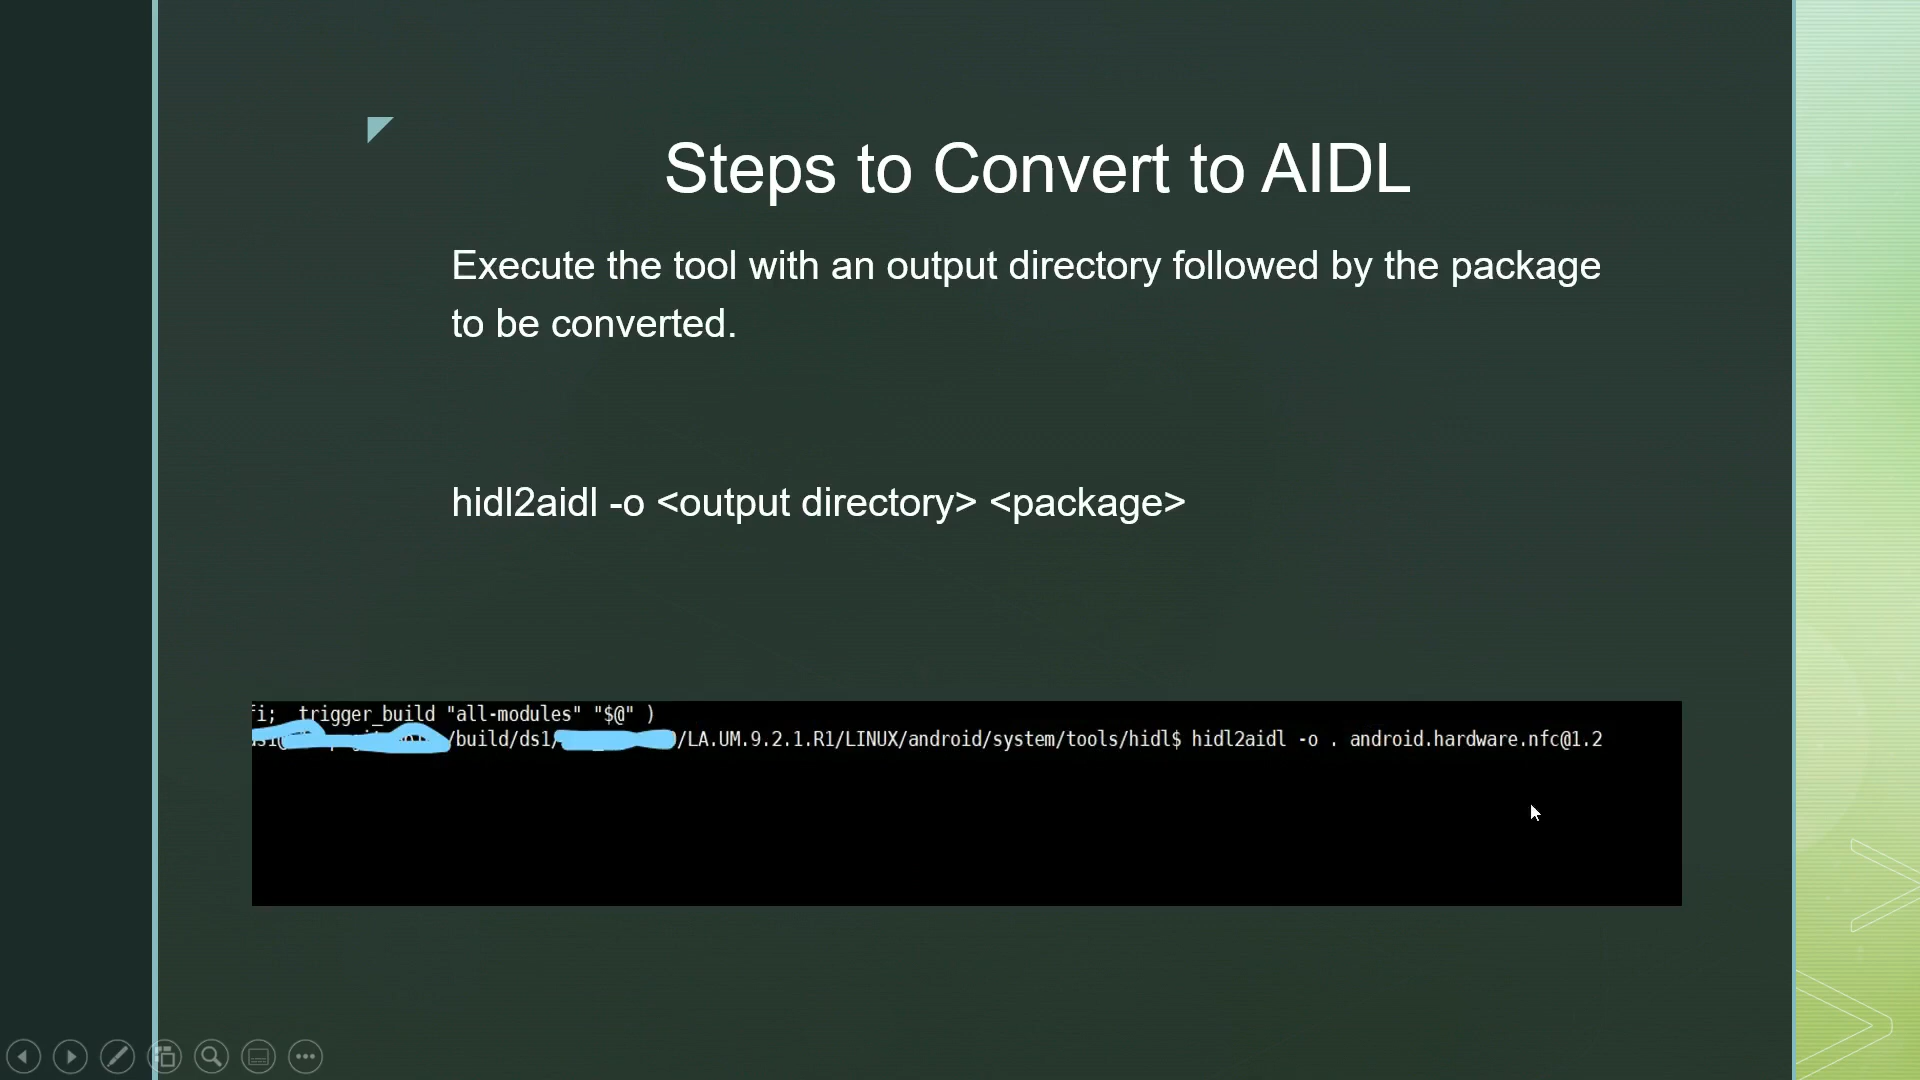 Steps to Convert to AIDL
Execute the tool with an output directory followed by the package
to be converted.
hidl2aidl -o <output directory> <package>
fi;  trigger_build "all-modules" "$@" )
/build/ds1/ /LA.UM.9.2.1.R1/LINUX/android/system/tools/hidl$ hidl2aidl -o . android.hardware.nfc@1.2